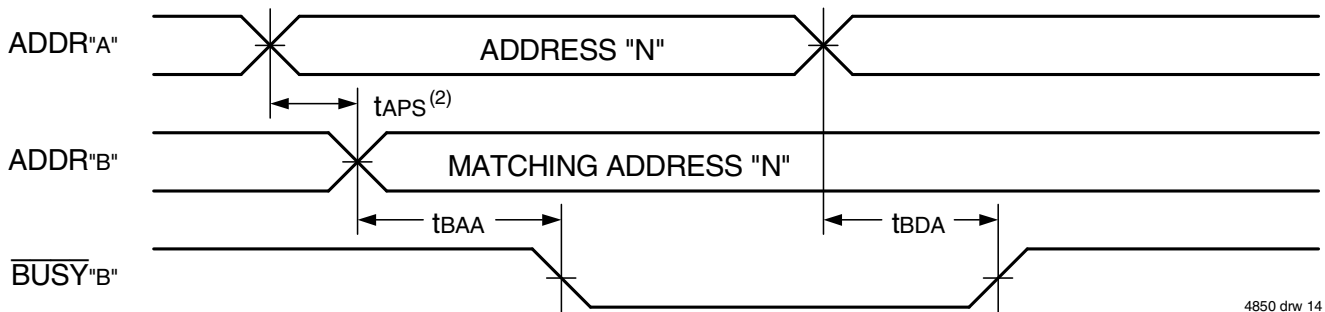 ADDR"A"
ADDRESS "N"
tAPS(2)
ADDR"B"
MATCHING ADDRESS "N"
tBAA
tBDA
BUSY"B"
4850 drw 14